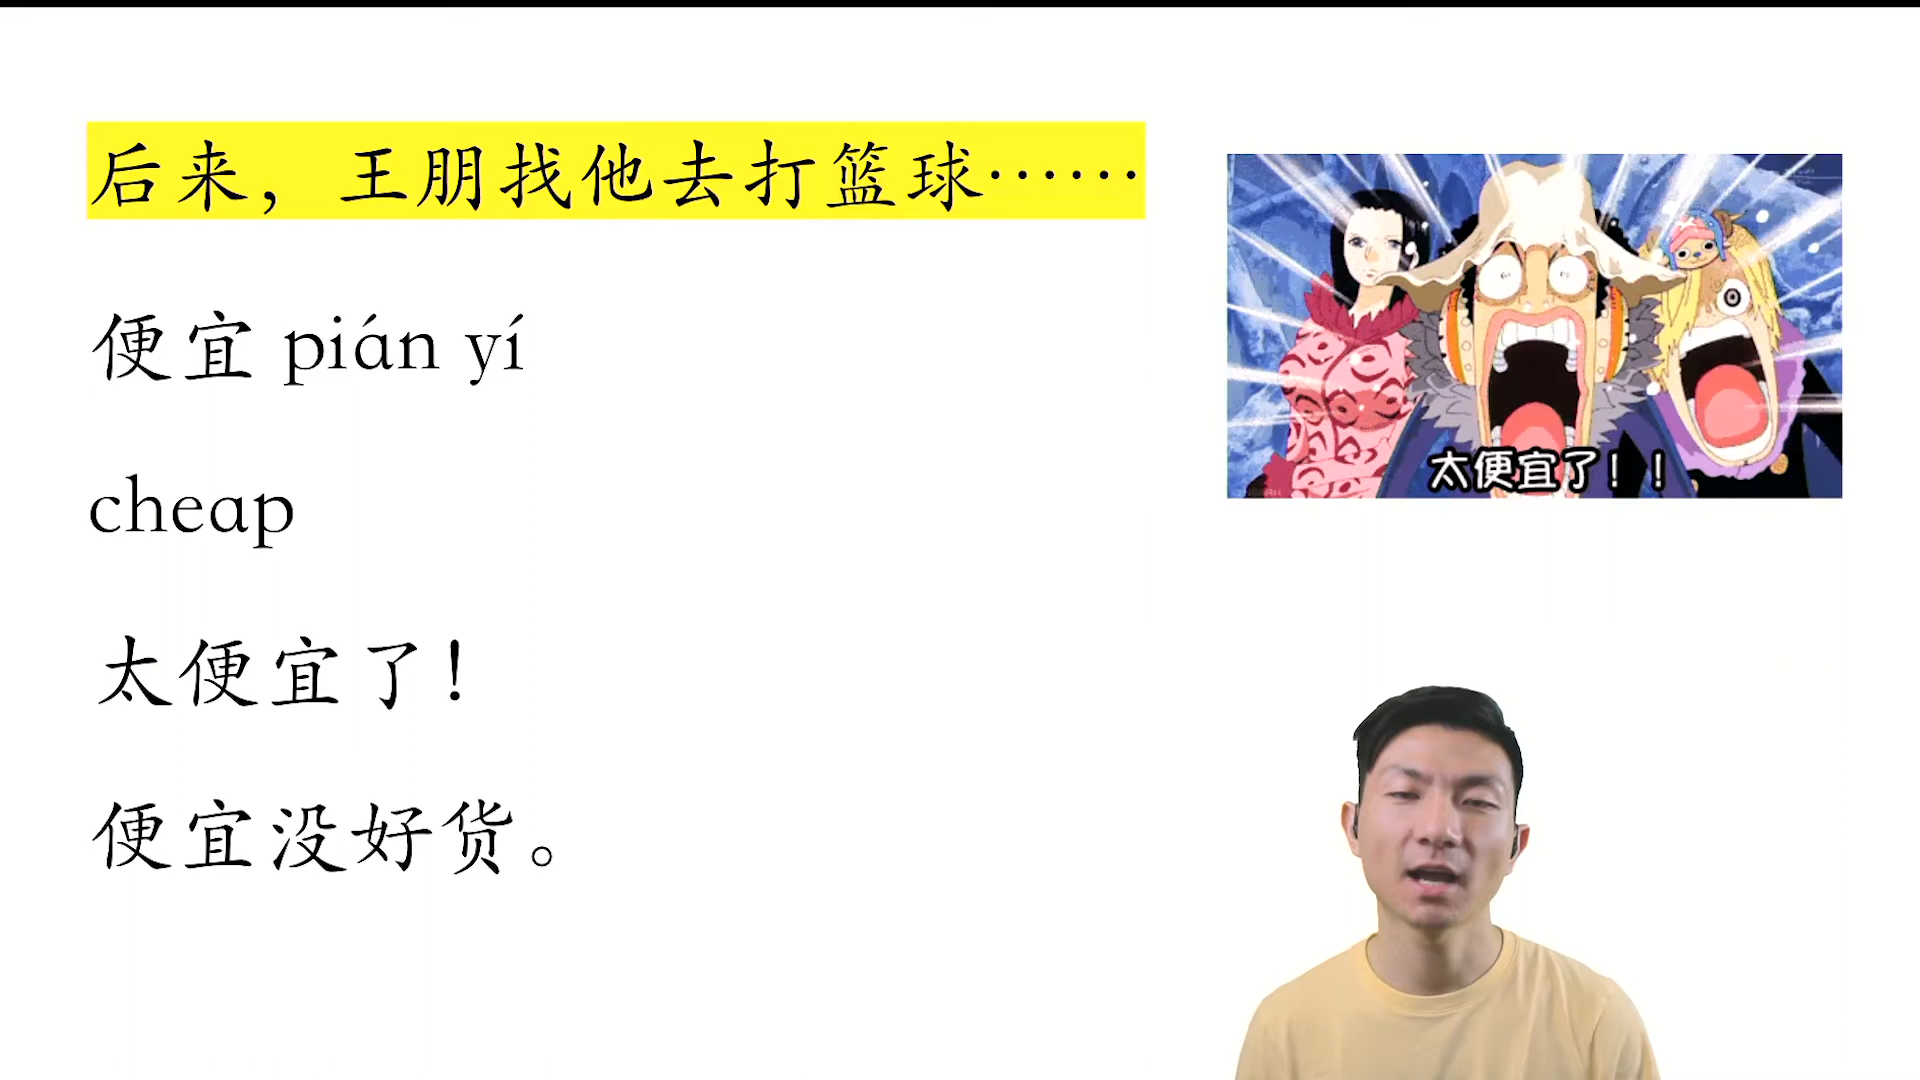 后来，王朋找他去打篮球……
便宜 pián yí
cheap
太便宜了！
便宜没好货。
太便宜了！！